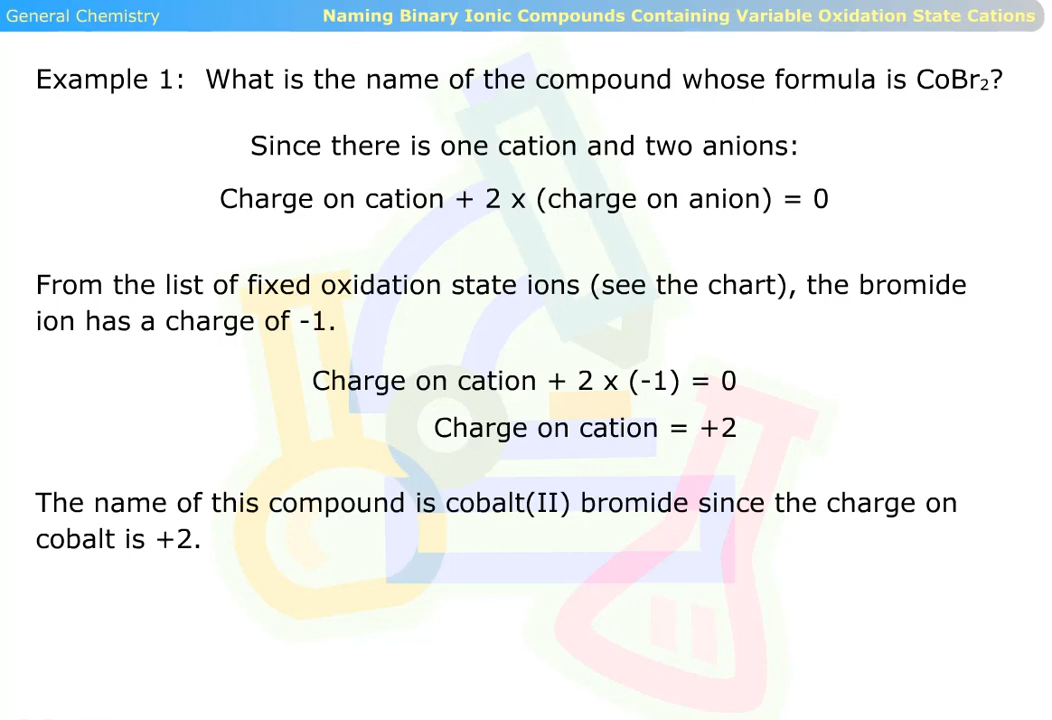 General Chemistry
Naming Binary Ionic Compounds Containing Variable Oxidation State Cations
Example 1:  What is the name of the compound whose formula is CoBr₂?
Since there is one cation and two anions:
Charge on cation + 2 x (charge on anion) = 0
From the list of fixed oxidation state ions (see the chart), the bromide
ion has a charge of -1.
Charge on cation + 2 x (-1) = 0
Charge on cation = +2
The name of this compound is cobalt(II) bromide since the charge on
cobalt is +2.